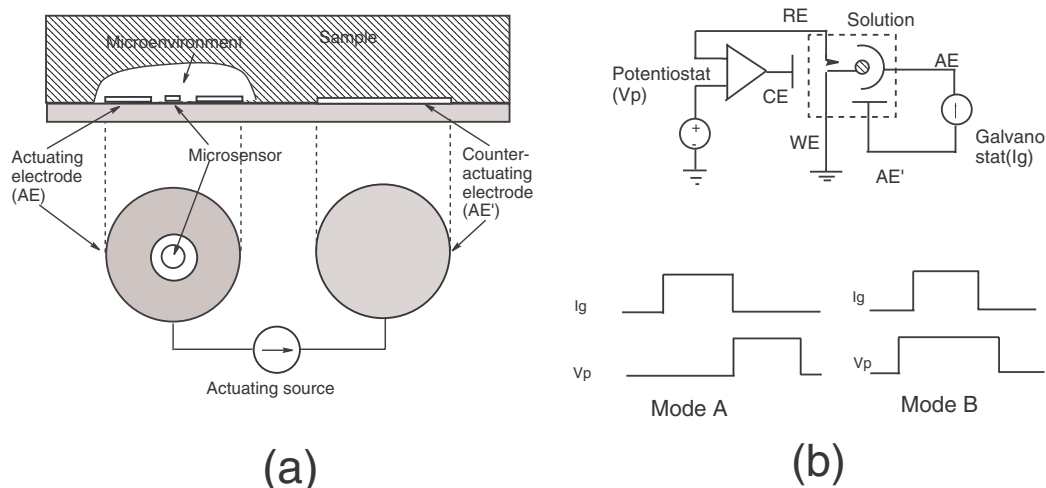 Microenvironment
Sample
Actuating
electrode
(AE)
Microsensor
Counter-
actuating
electrode
(AE')
Actuating source
(a)
RE
Solution
Potentiostat
(Vp)
CE
AE
+
-
WE
Galvano
stat(Ig)
AE'
Ig
Vp
Mode A
Ig
Vp
Mode B
(b)